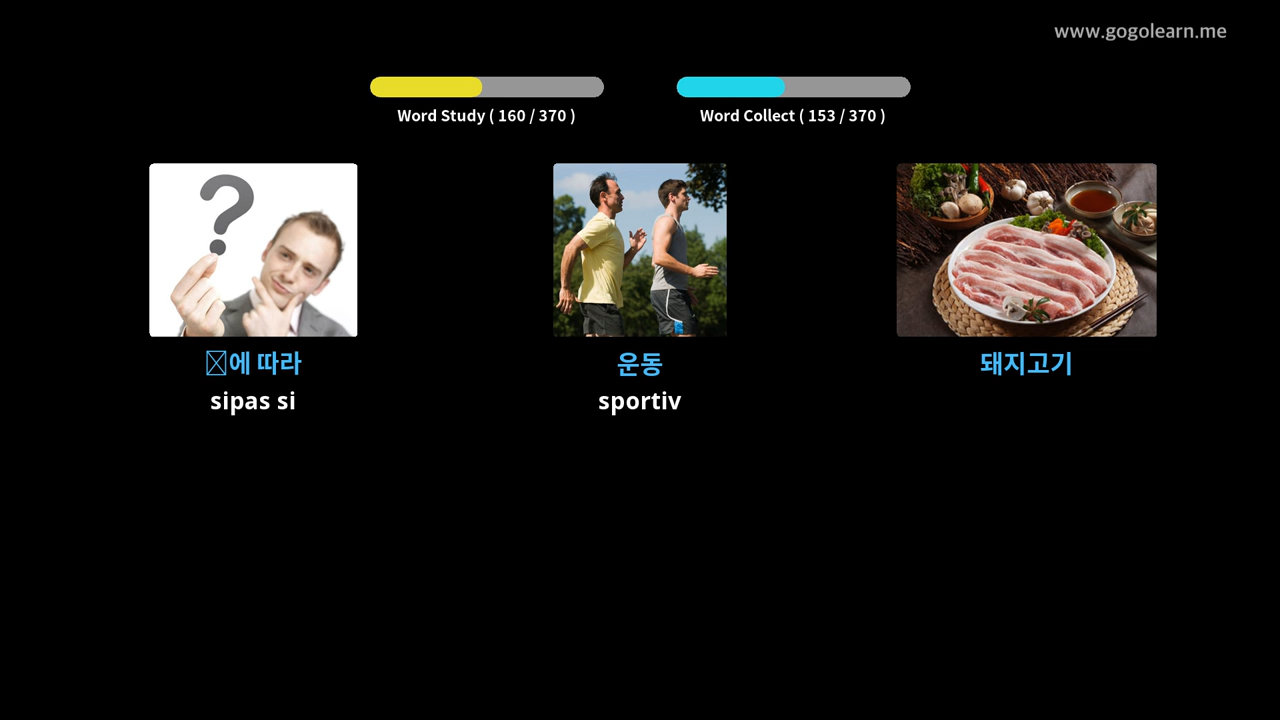 www.gogolearn.me
Word Study ( 160 / 370 )
Word Collect ( 153 / 370 )
에 따라
sipas si
운동
sportiv
돼지고기